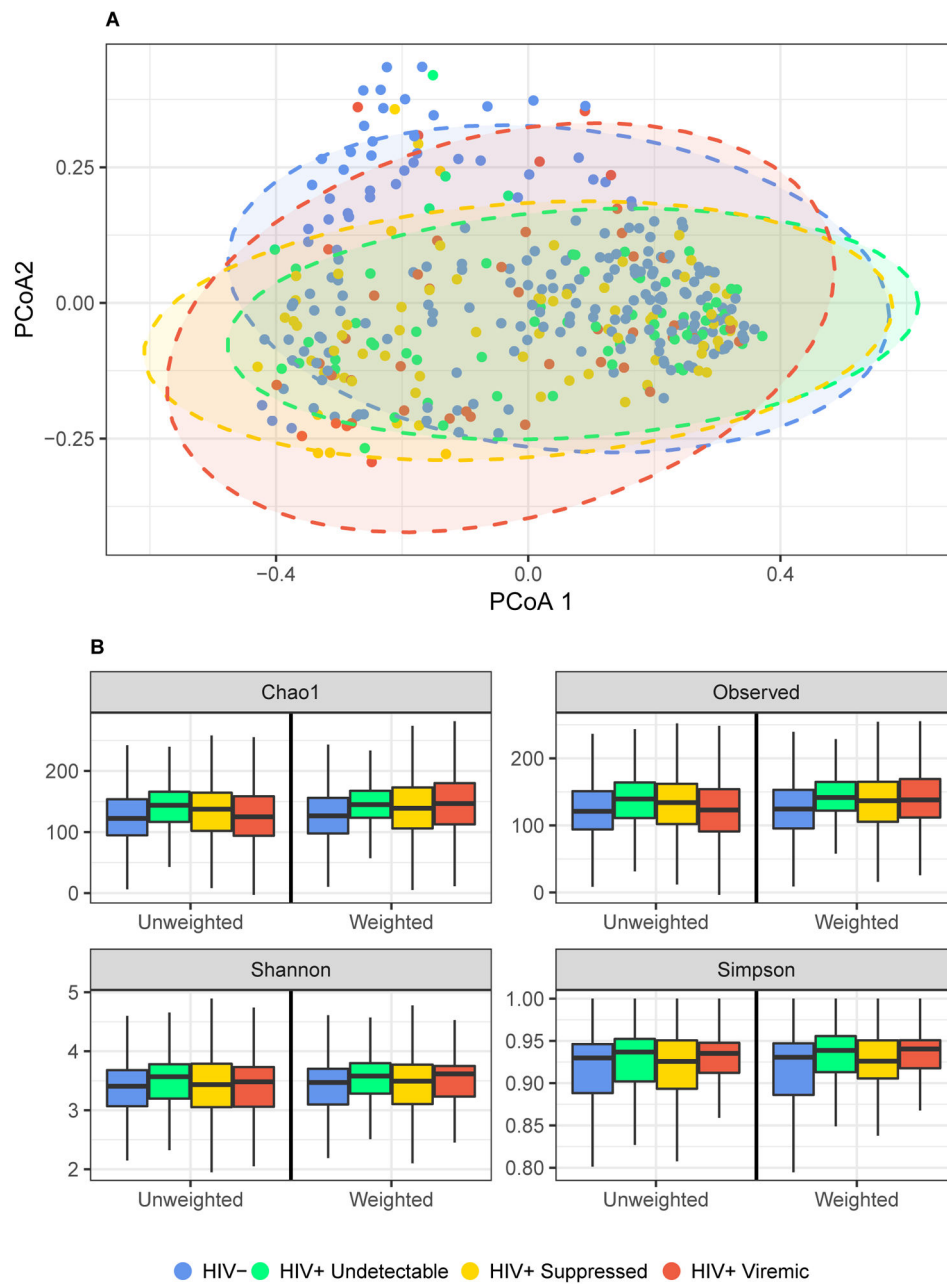 A
0.25
0.00
−0.25
PCoA2
−0.4 0.0 0.4
PCoA 1
B
Chao1
200
100
0
Unweighted Weighted
Observed
200
100
0
Unweighted Weighted
Shannon
5
4
3
2
Unweighted Weighted
Simpson
1.00
0.95
0.90
0.80
Unweighted Weighted
HIV− HIV+ Undetectable HIV+ Suppressed HIV+ Viremic